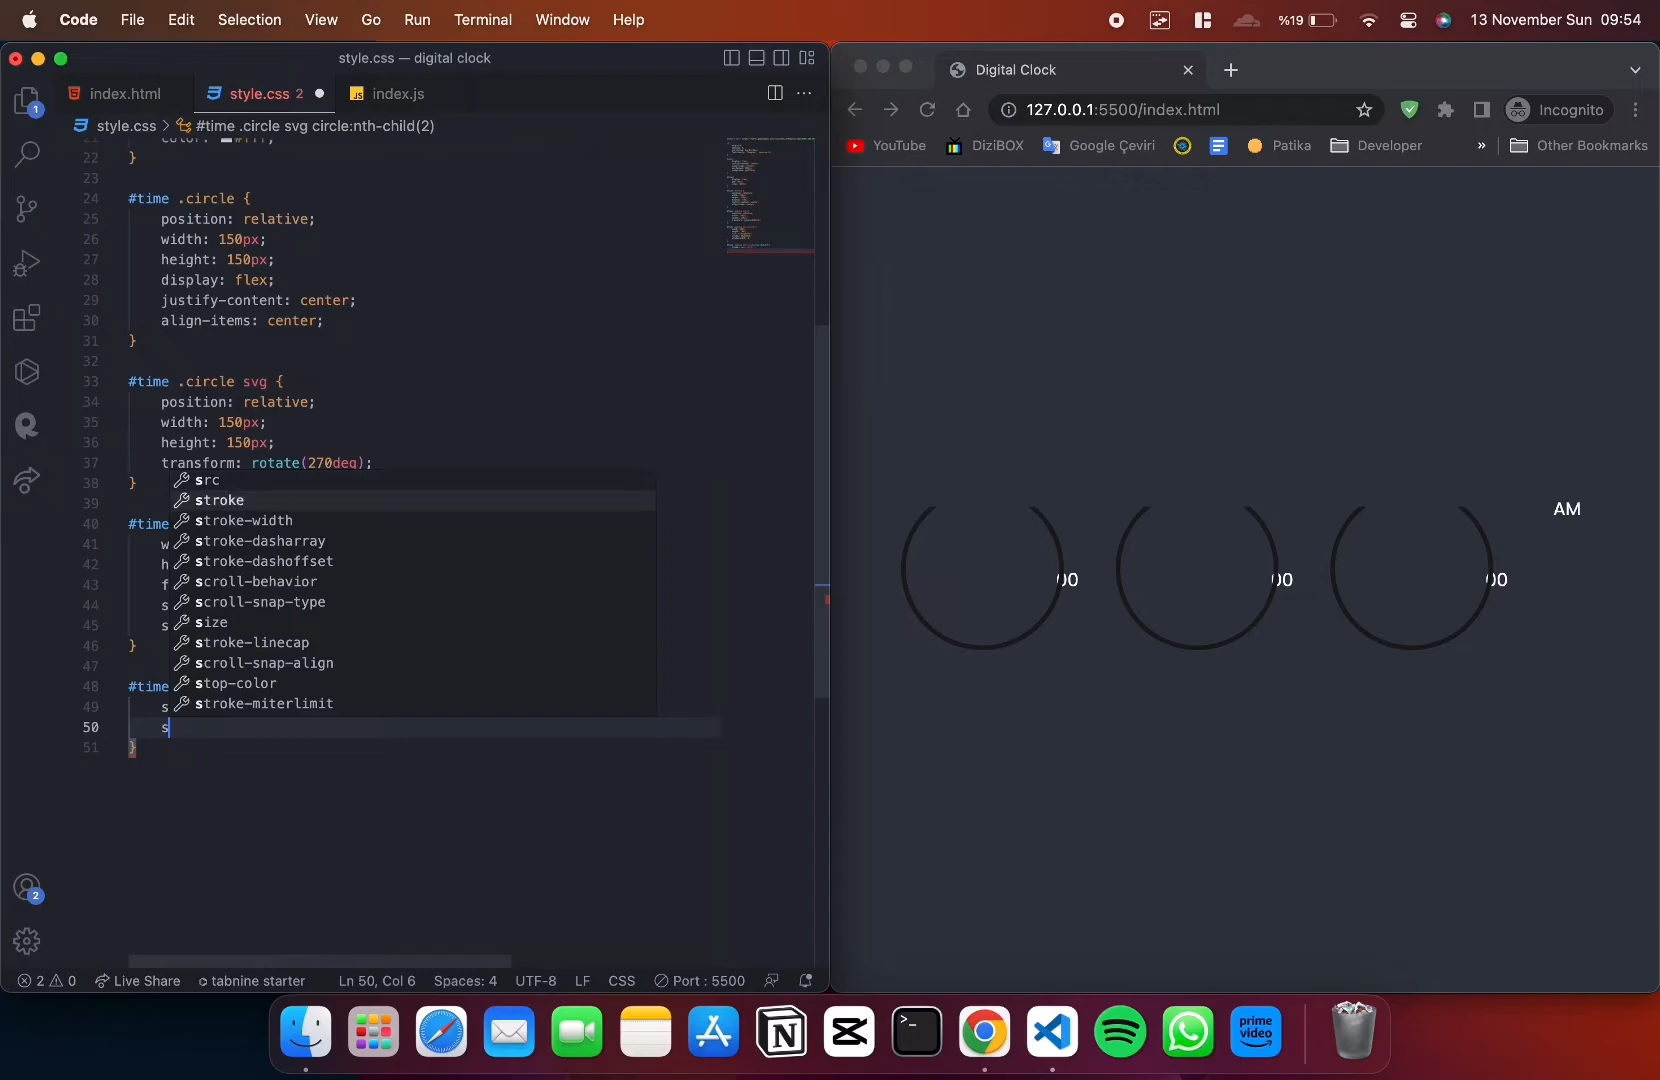 Code File Edit Selection View Go Run Terminal Window Help
%19
13 November Sun 09:54
style.css — digital clock
index.html
style.css 2
index.js
style.css > #time .circle svg circle:nth-child(2)
22 }
23
24 #time .circle {
25 position: relative;
26 width: 150px;
27 height: 150px;
28 display: flex;
29 justify-content: center;
30 align-items: center;
31 }
32
33 #time .circle svg {
34 position: relative;
35 width: 150px;
36 height: 150px;
37 transform: rotate(270deg);
38 }
39
40 #time
41 w
42 h
43 f
44 s
45 s
46 }
47
48 #time
49 s
50 s
51 }
src
stroke
stroke-width
stroke-dasharray
stroke-dashoffset
scroll-behavior
scroll-snap-type
size
stroke-linecap
scroll-snap-align
stop-color
stroke-miterlimit
1
2
2 0 Live Share tabnine starter Ln 50, Col 6 Spaces: 4 UTF-8 LF CSS Port : 5500
Digital Clock
127.0.0.1:5500/index.html
Incognito
YouTube DiziBOX Google Çeviri Patika Developer » Other Bookmarks
AM
00 00 00
prime
video